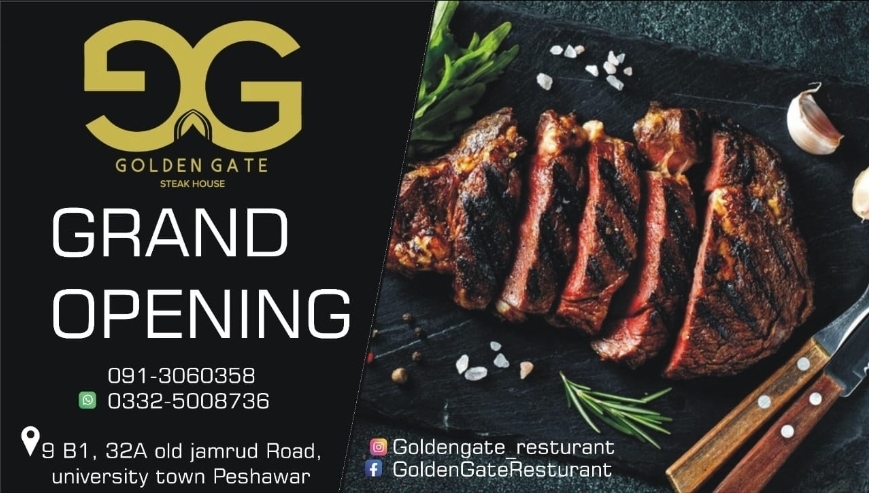 GG
GOLDEN GATE
STEAK HOUSE
GRAND
OPENING
091-3060358
0332-5008736
9 B1, 32A old jamrud Road,
university town Peshawar
Goldengate_resturant
GoldenGateResturant